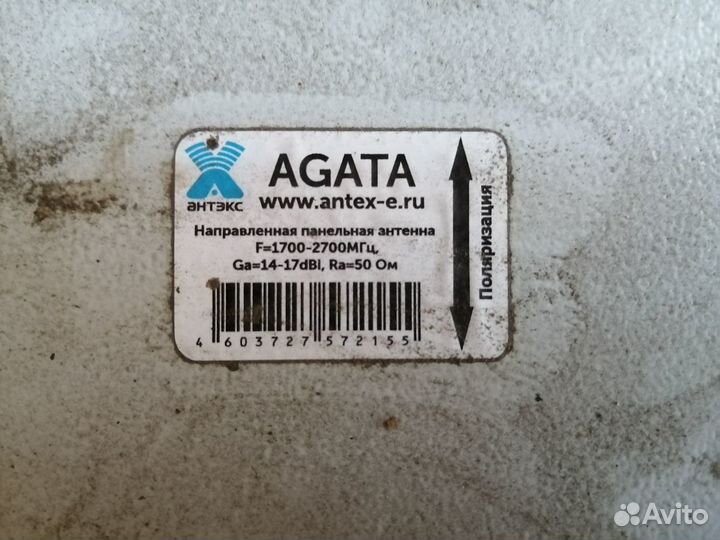 AGATA
www.antex-e.ru
АНТЭКС
Направленная панельная антенна
F=1700-2700МГц,
Ga=14-17dBi, Ra=50 Ом
4 603727 572155
Поляризация
Avito